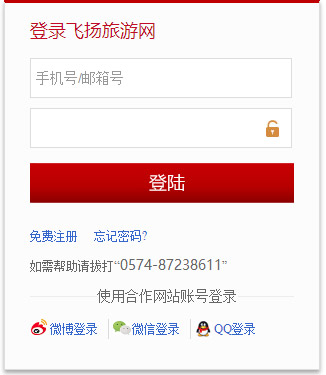 登录飞扬旅游网
手机号/邮箱号
登陆
免费注册 忘记密码?
如需帮助请拔打“0574-87238611”
使用合作网站账号登录
微博登录 微信登录 QQ登录